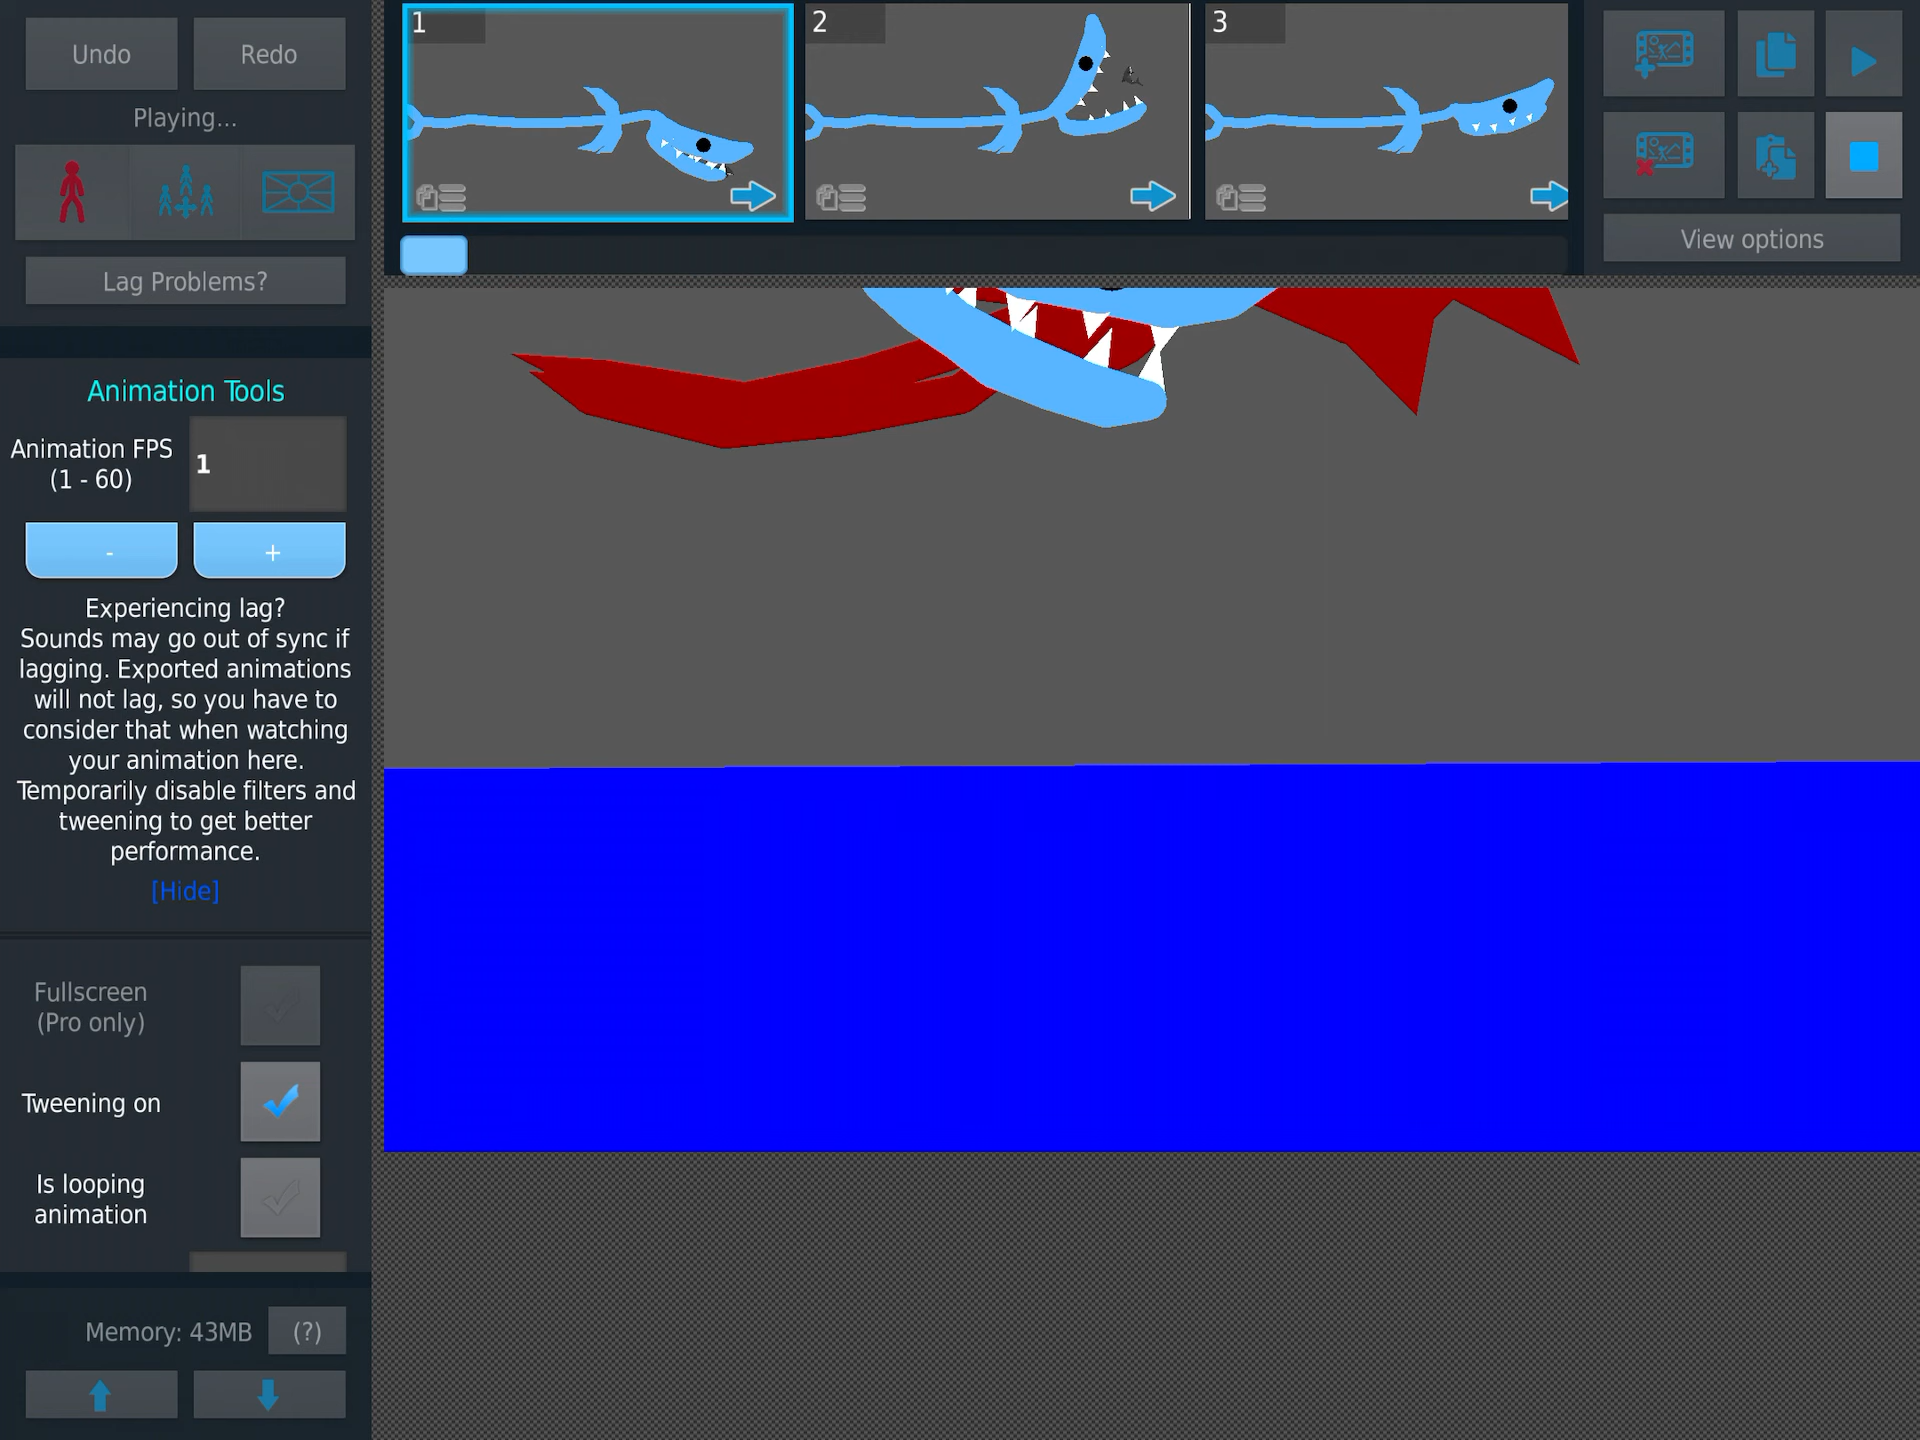 Undo
Redo
Playing...
Lag Problems?
Animation Tools
Animation FPS
(1 - 60)
1
-
+
Experiencing lag?
Sounds may go out of sync if
lagging. Exported animations
will not lag, so you have to
consider that when watching
your animation here.
Temporarily disable filters and
tweening to get better
performance.
[Hide]
Fullscreen
(Pro only)
Tweening on
Is looping
animation
Memory: 43MB
(?)
1
2
3
View options